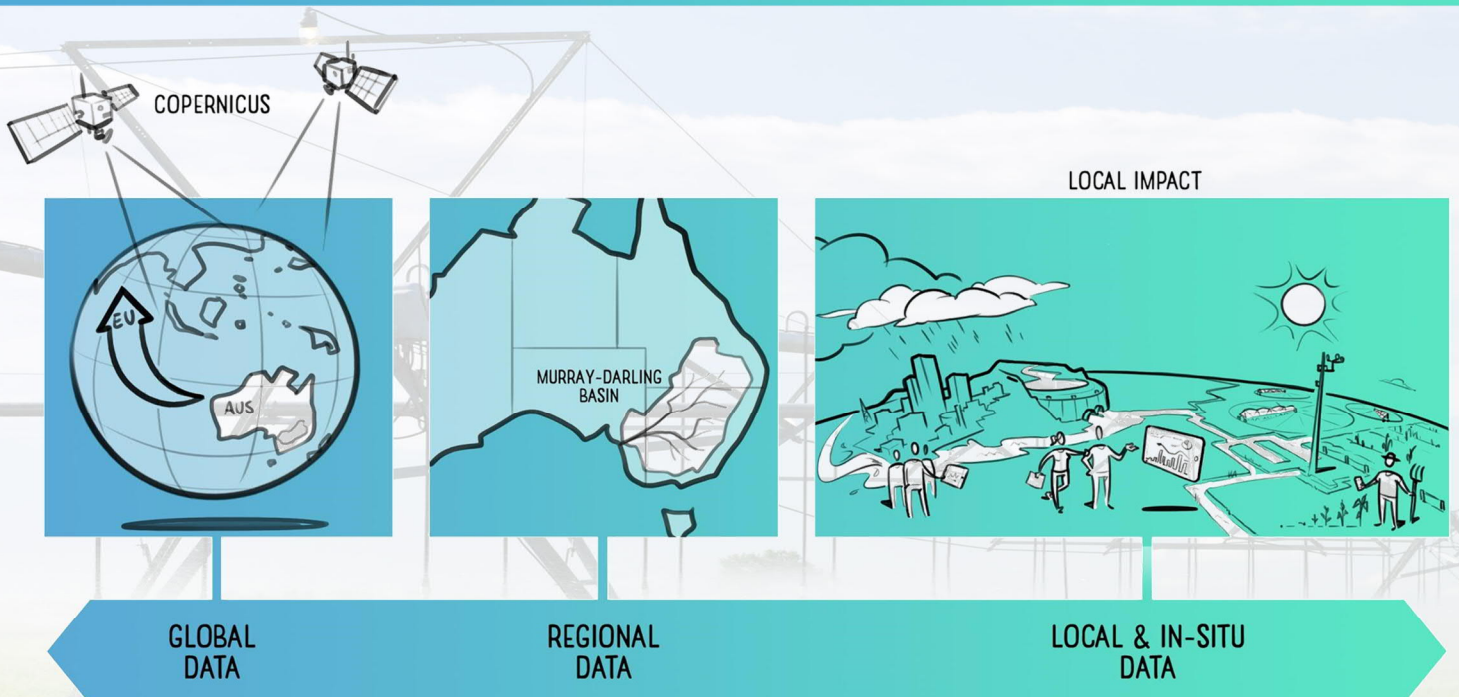 COPERNICUS
LOCAL IMPACT
EU
AUS
MURRAY-DARLING
BASIN
GLOBAL
DATA
REGIONAL
DATA
LOCAL & IN-SITU
DATA